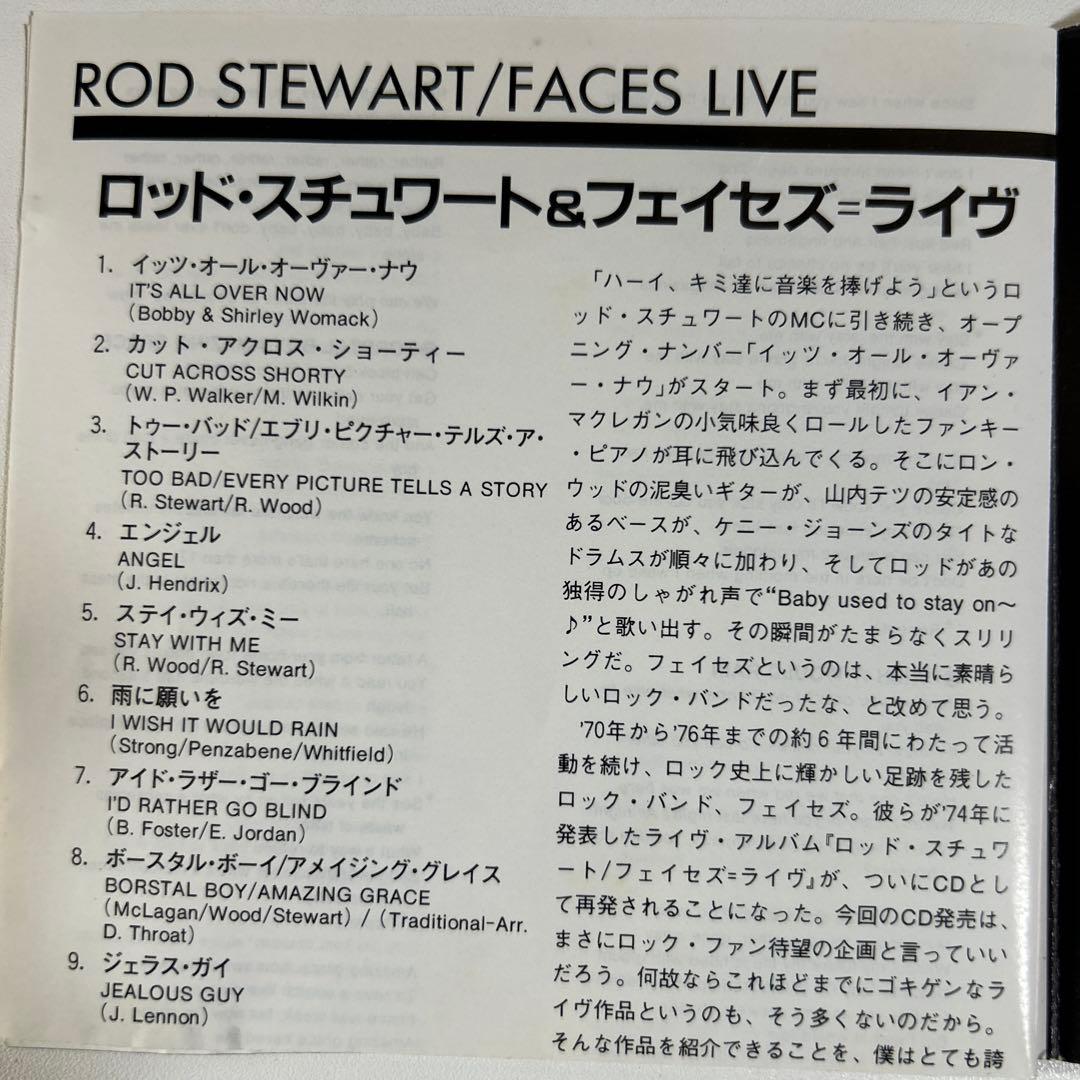 ROD STEWART/FACES LIVE
ロッド・スチュワート&フェイセズ=ライヴ
1. イッツ・オール・オーヴァー・ナウ
IT'S ALL OVER NOW
(Bobby & Shirley Womack)
2. カット・アクロス・ショーティー
CUT ACROSS SHORTY
(W. P. Walker/M. Wilkin)
3. トゥー・バッド/エブリ・ピクチャー・テルズ・ア・
ストーリー
TOO BAD/EVERY PICTURE TELLS A STORY
(R. Stewart/R. Wood)
4. エンジェル
ANGEL
(J. Hendrix)
5. ステイ・ウィズ・ミー
STAY WITH ME
(R. Wood/R. Stewart)
6. 雨に願いを
I WISH IT WOULD RAIN
(Strong/Penzabene/Whitfield)
7. アイド・ラザー・ゴー・ブラインド
I'D RATHER GO BLIND
(B. Foster/E. Jordan)
8. ボースタル・ボーイ/アメイジング・グレイス
BORSTAL BOY/AMAZING GRACE
(McLagan/Wood/Stewart) / (Traditional-Arr.
D. Throat)
9. ジェラス・ガイ
JEALOUS GUY
(J. Lennon)
「ハーイ、キミ達に音楽を捧げよう」というロ
ッド・スチュワートのMCに引き続き、オープ
ニング・ナンバー「イッツ・オール・オーヴァ
ー・ナウ」がスタート。まず最初に、イアン・
マクレガンの小気味良くロールしたファンキー
・ピアノが耳に飛び込んでくる。そこにロン・
ウッドの泥臭いギターが、山内テツの安定感の
あるベースが、ケニー・ジョーンズのタイトな
ドラムスが順々に加わり、そしてロッドがあの
独得のしゃがれ声で“Baby used to stay on〜
♪”と歌い出す。その瞬間がたまらなくスリリ
ングだ。フェイセズというのは、本当に素晴ら
しいロック・バンドだったな、と改めて思う。
'70年から'76年までの約6年間にわたって活
動を続け、ロック史上に輝かしい足跡を残した
ロック・バンド、フェイセズ。彼らが'74年に
発表したライヴ・アルバム『ロッド・スチュワ
ート/フェイセズ=ライヴ』が、ついにCDとし
て再発されることになった。今回のCD発売は、
まさにロック・ファン待望の企画と言っていい
だろう。何故ならこれほどまでにゴキゲンなラ
イヴ作品というのも、そう多くないのだから。
そんな作品を紹介できることを、僕はとても誇